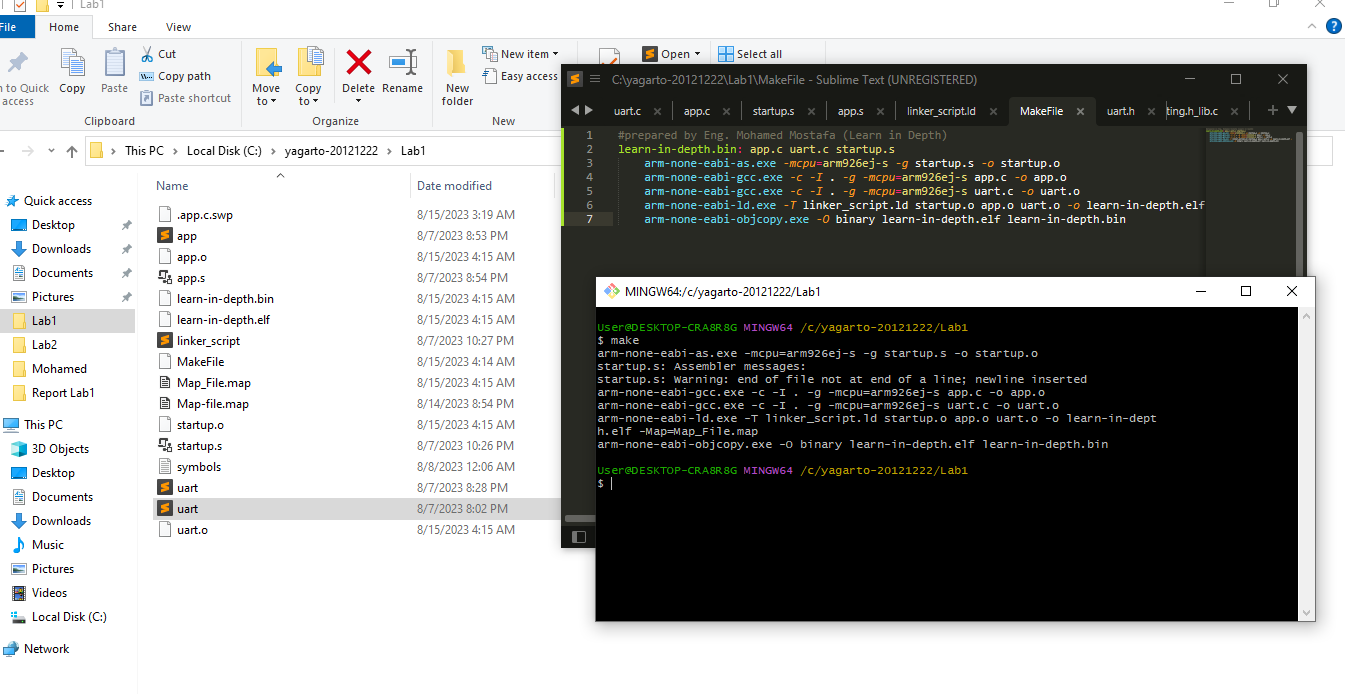 Lab1
File Home Share View
n to Quick access
Copy
Paste
Cut
Copy path
Paste shortcut
Clipboard
Move to
Copy to
Delete
Rename
Organize
New folder
New item
Easy access
New
Open
Select all
This PC > Local Disk (C:) > yagarto-20121222 > Lab1
Name Date modified
Quick access
Desktop
Downloads
Documents
Pictures
Lab1
Lab2
Mohamed
Report Lab1
This PC
3D Objects
Desktop
Documents
Downloads
Music
Pictures
Videos
Local Disk (C:)
Network
.app.c.swp 8/15/2023 3:19 AM
app 8/7/2023 8:53 PM
app.o 8/15/2023 4:15 AM
app.s 8/7/2023 8:54 PM
learn-in-depth.bin 8/15/2023 4:15 AM
learn-in-depth.elf 8/15/2023 4:15 AM
linker_script 8/7/2023 10:27 PM
MakeFile 8/15/2023 4:14 AM
Map_File.map 8/15/2023 4:15 AM
Map-file.map 8/14/2023 8:54 PM
startup.o 8/15/2023 4:15 AM
startup.s 8/7/2023 10:26 PM
symbols 8/8/2023 12:06 AM
uart 8/7/2023 8:28 PM
uart 8/7/2023 8:02 PM
uart.o 8/15/2023 4:15 AM
C:\yagarto-20121222\Lab1\MakeFile - Sublime Text (UNREGISTERED)
uart.c app.c startup.s app.s linker_script.ld MakeFile uart.h ting.h_lib.c
1 #prepared by Eng. Mohamed Mostafa (Learn in Depth)
2 learn-in-depth.bin: app.c uart.c startup.s
3 arm-none-eabi-as.exe -mcpu=arm926ej-s -g startup.s -o startup.o
4 arm-none-eabi-gcc.exe -c -I . -g -mcpu=arm926ej-s app.c -o app.o
5 arm-none-eabi-gcc.exe -c -I . -g -mcpu=arm926ej-s uart.c -o uart.o
6 arm-none-eabi-ld.exe -T linker_script.ld startup.o app.o uart.o -o learn-in-depth.elf
7 arm-none-eabi-objcopy.exe -O binary learn-in-depth.elf learn-in-depth.bin
MINGW64:/c/yagarto-20121222/Lab1
User@DESKTOP-CRA8R8G MINGW64 /c/yagarto-20121222/Lab1
$ make
arm-none-eabi-as.exe -mcpu=arm926ej-s -g startup.s -o startup.o
startup.s: Assembler messages:
startup.s: Warning: end of file not at end of a line; newline inserted
arm-none-eabi-gcc.exe -c -I . -g -mcpu=arm926ej-s app.c -o app.o
arm-none-eabi-gcc.exe -c -I . -g -mcpu=arm926ej-s uart.c -o uart.o
arm-none-eabi-ld.exe -T linker_script.ld startup.o app.o uart.o -o learn-in-dept
h.elf -Map=Map_File.map
arm-none-eabi-objcopy.exe -O binary learn-in-depth.elf learn-in-depth.bin
User@DESKTOP-CRA8R8G MINGW64 /c/yagarto-20121222/Lab1
$